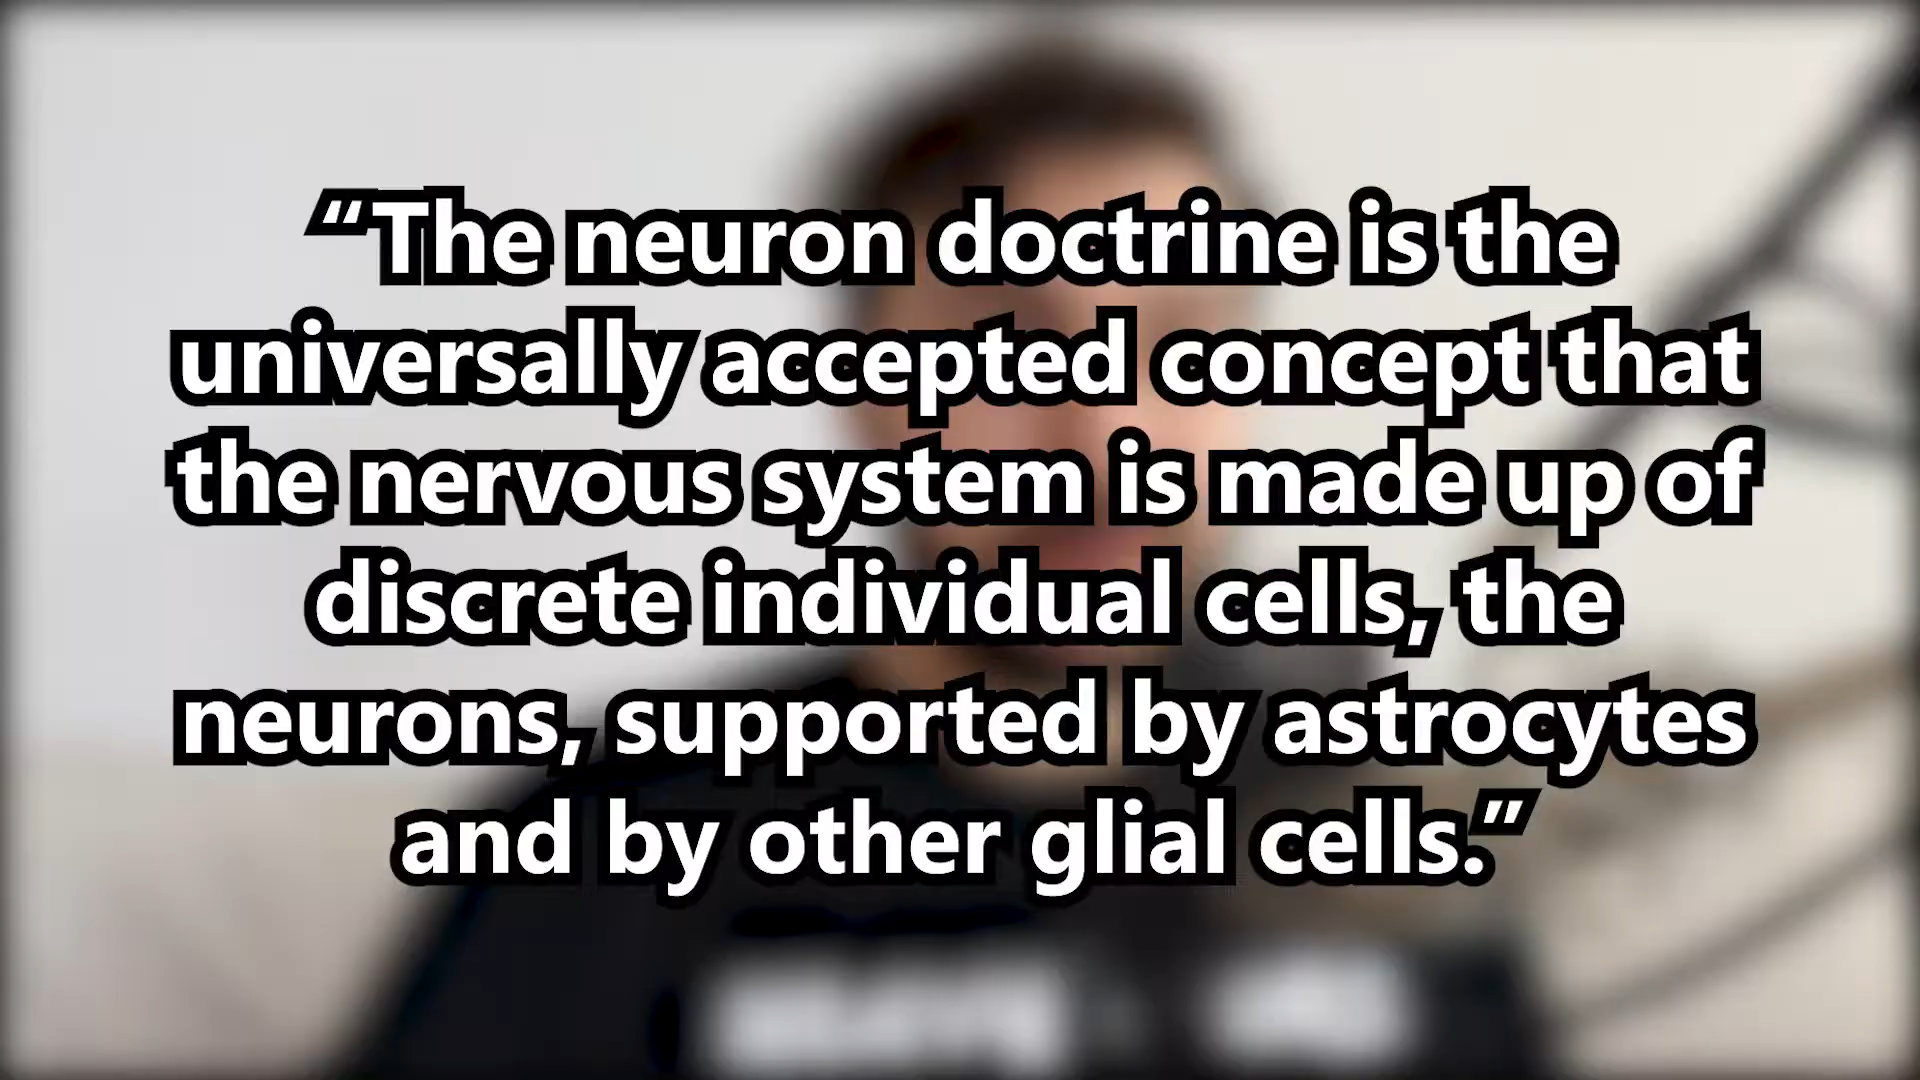 “The neuron doctrine is the
universally accepted concept that
the nervous system is made up of
discrete individual cells, the
neurons, supported by astrocytes
and by other glial cells.”